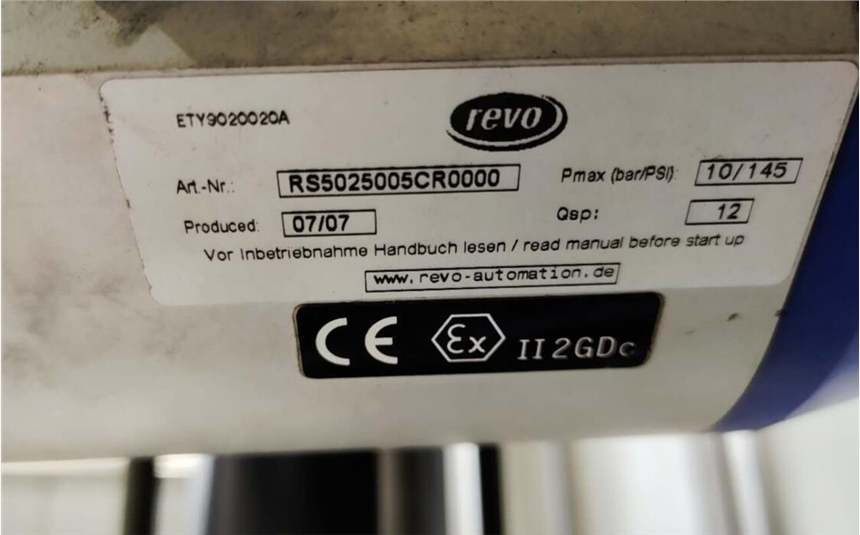 ETY9020020A
revo
Art.-Nr.: RS5025005CR0000 Pmax (bar/PSI): 10/145
Produced: 07/07 Qsp: 12
Vor Inbetriebnahme Handbuch lesen / read manual before start up
www.revo-automation.de
CE Ex II 2GDc